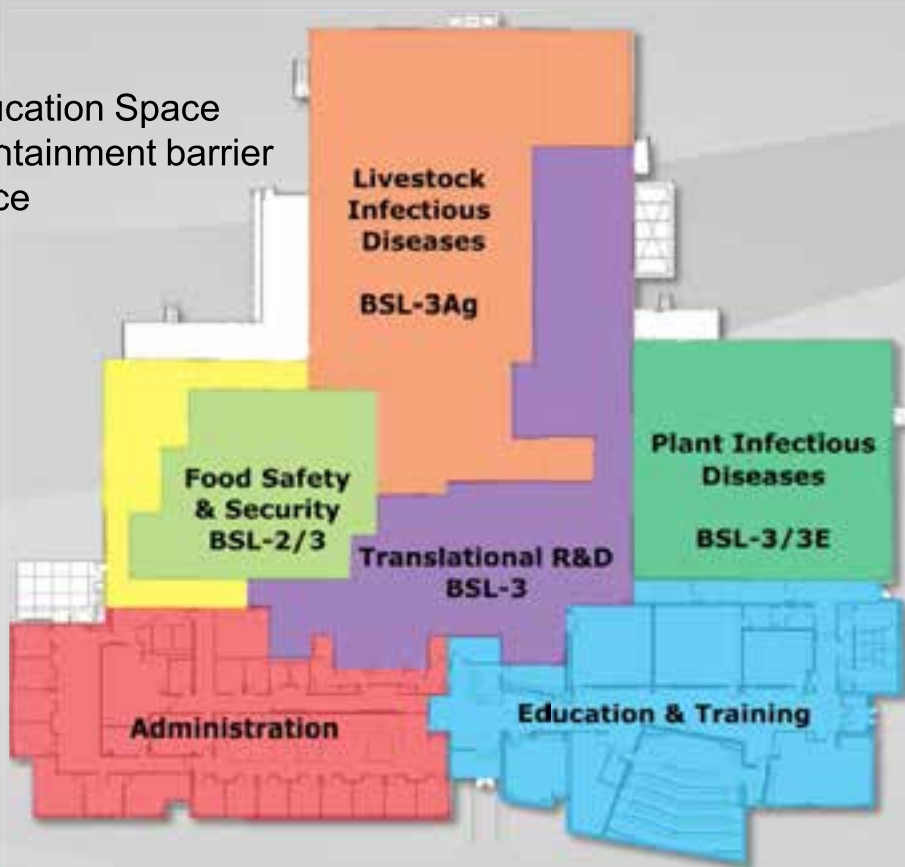 ucation Space
ntainment barrier
ce
Livestock
Infectious
Diseases
BSL-3Ag
Food Safety
& Security
BSL-2/3
Translational R&D
BSL-3
Plant Infectious
Diseases
BSL-3/3E
Administration
Education & Training